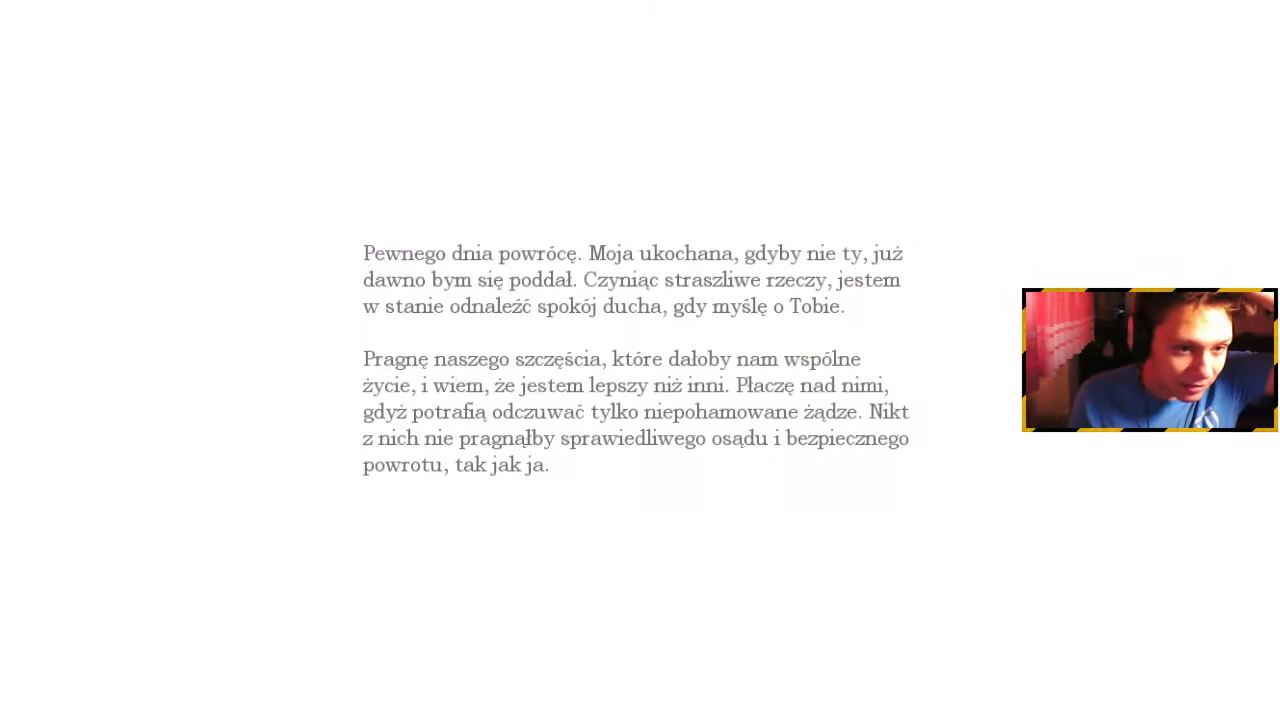 Pewnego dnia powrócę. Moja ukochana, gdyby nie ty, już
dawno bym się poddał. Czyniąc straszliwe rzeczy, jestem
w stanie odnaleźć spokój ducha, gdy myślę o Tobie.
Pragnę naszego szczęścia, które dałoby nam wspólne
życie, i wiem, że jestem lepszy niż inni. Płaczę nad nimi,
gdyż potrafią odczuwać tylko niepohamowane żądze. Nikt
z nich nie pragnąłby sprawiedliwego osądu i bezpiecznego
powrotu, tak jak ja.